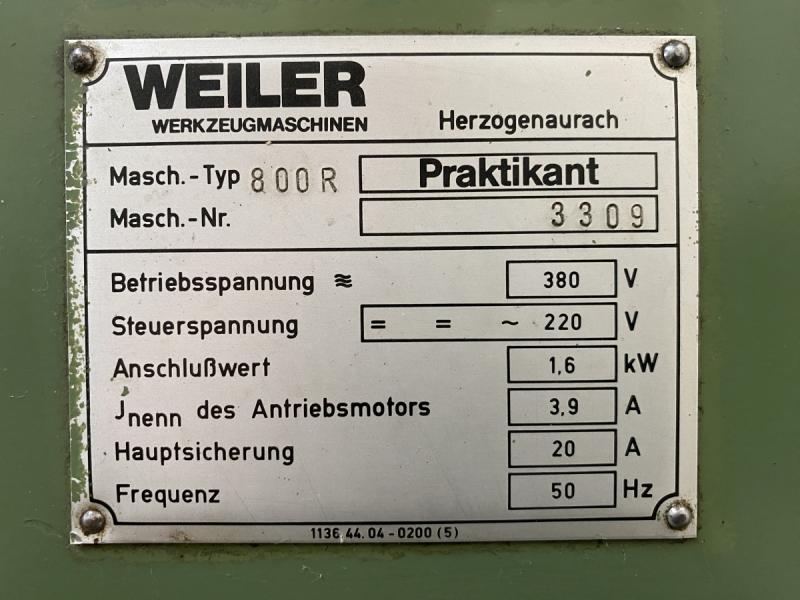 WEILER
WERKZEUGMASCHINEN Herzogenaurach
Masch.-Typ 800R Praktikant
Masch.-Nr. 3309
Betriebsspannung ≋ 380 V
Steuerspannung = = ~ 220 V
Anschlußwert 1,6 kW
Jnenn des Antriebsmotors 3,9 A
Hauptsicherung 20 A
Frequenz 50 Hz
1136 44.04-0200 (5)